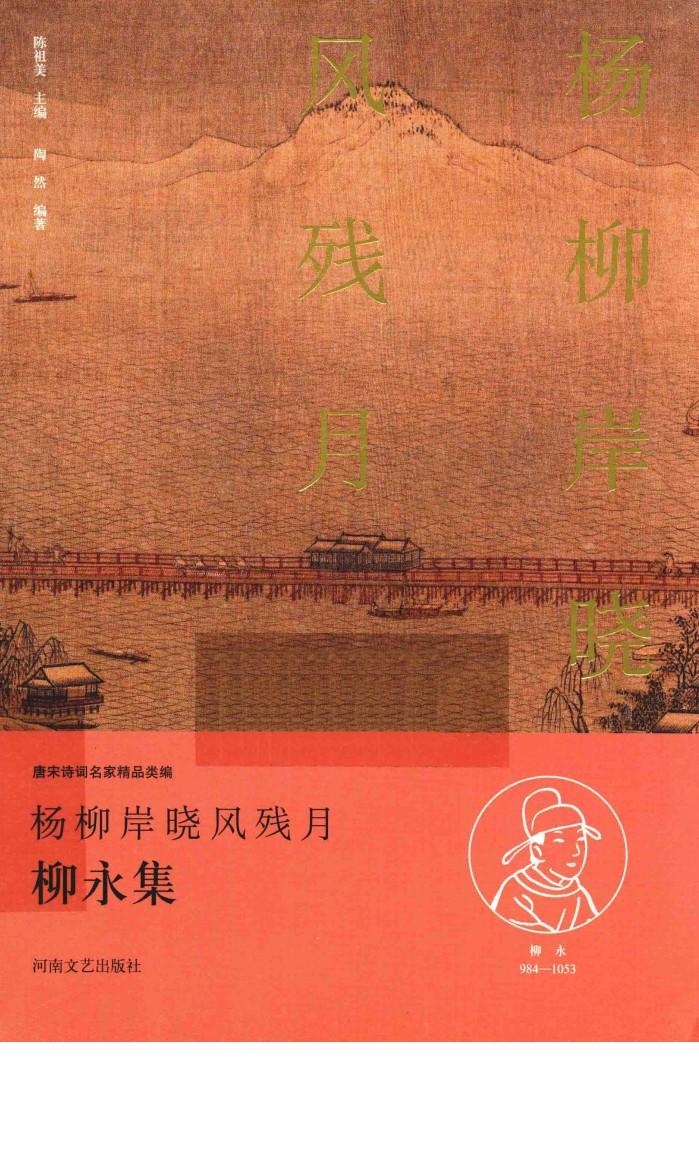 杨柳岸晓
风残月
陈祖美 主编 陶然 编著
唐宋诗词名家精品类编
杨柳岸晓风残月
柳永集
河南文艺出版社
柳永
984—1053